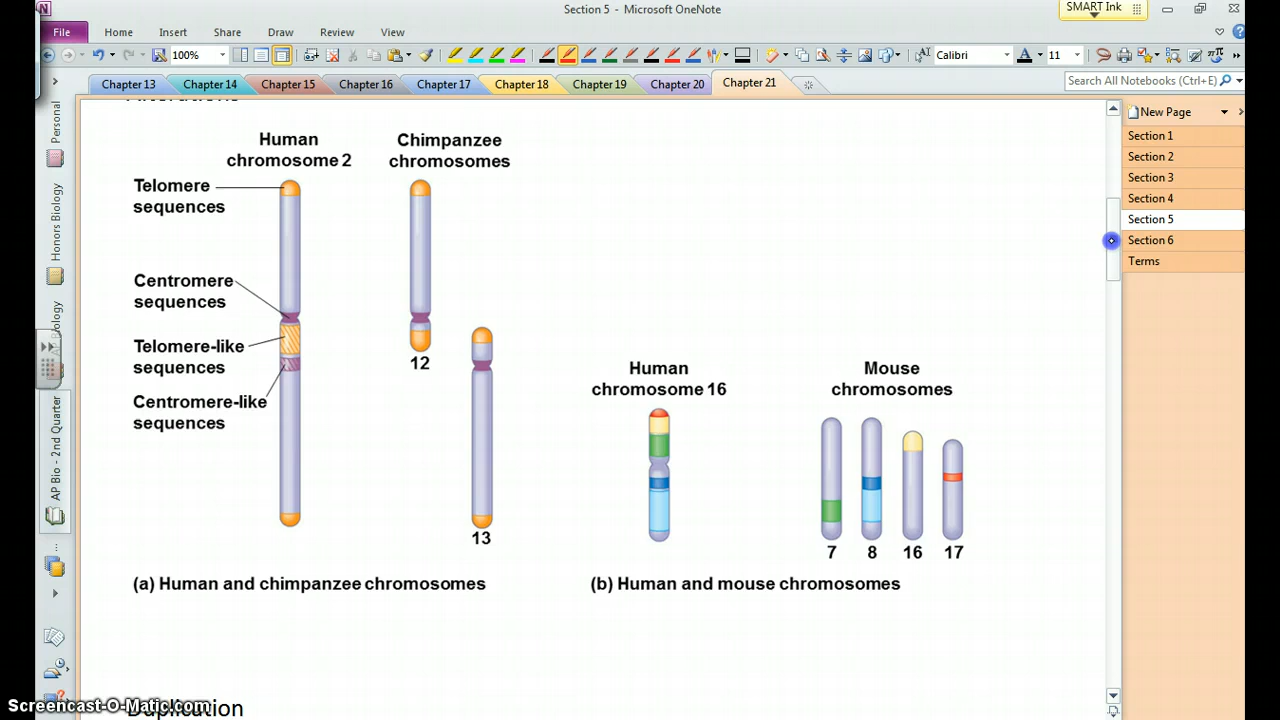 Section 5 - Microsoft OneNote
SMART Ink
File
Home
Insert
Share
Draw
Review
View
100%
Calibri
11
Chapter 13
Chapter 14
Chapter 15
Chapter 16
Chapter 17
Chapter 18
Chapter 19
Chapter 20
Chapter 21
Search All Notebooks (Ctrl+E)
Personal
Honors Biology
AP Bio - 2nd Quarter
New Page
Section 1
Section 2
Section 3
Section 4
Section 5
Section 6
Terms
Human
chromosome 2
Chimpanzee
chromosomes
Telomere
sequences
Centromere
sequences
Telomere-like
sequences
Centromere-like
sequences
12
13
(a) Human and chimpanzee chromosomes
Human
chromosome 16
Mouse
chromosomes
7
8
16
17
(b) Human and mouse chromosomes
Duplication
Screencast-O-Matic.com